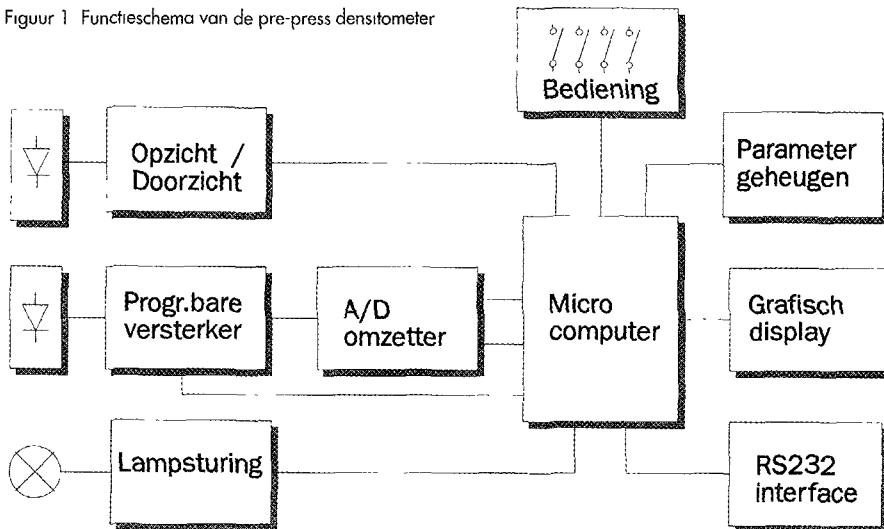 Figuur 1 Functieschema van de pre-press densitometer
Bediening
Opzicht /
Doorzicht
Parameter
geheugen
Progr.bare
versterker
A/D
omzetter
Micro
computer
Grafisch
display
Lampsturing
RS232
interface